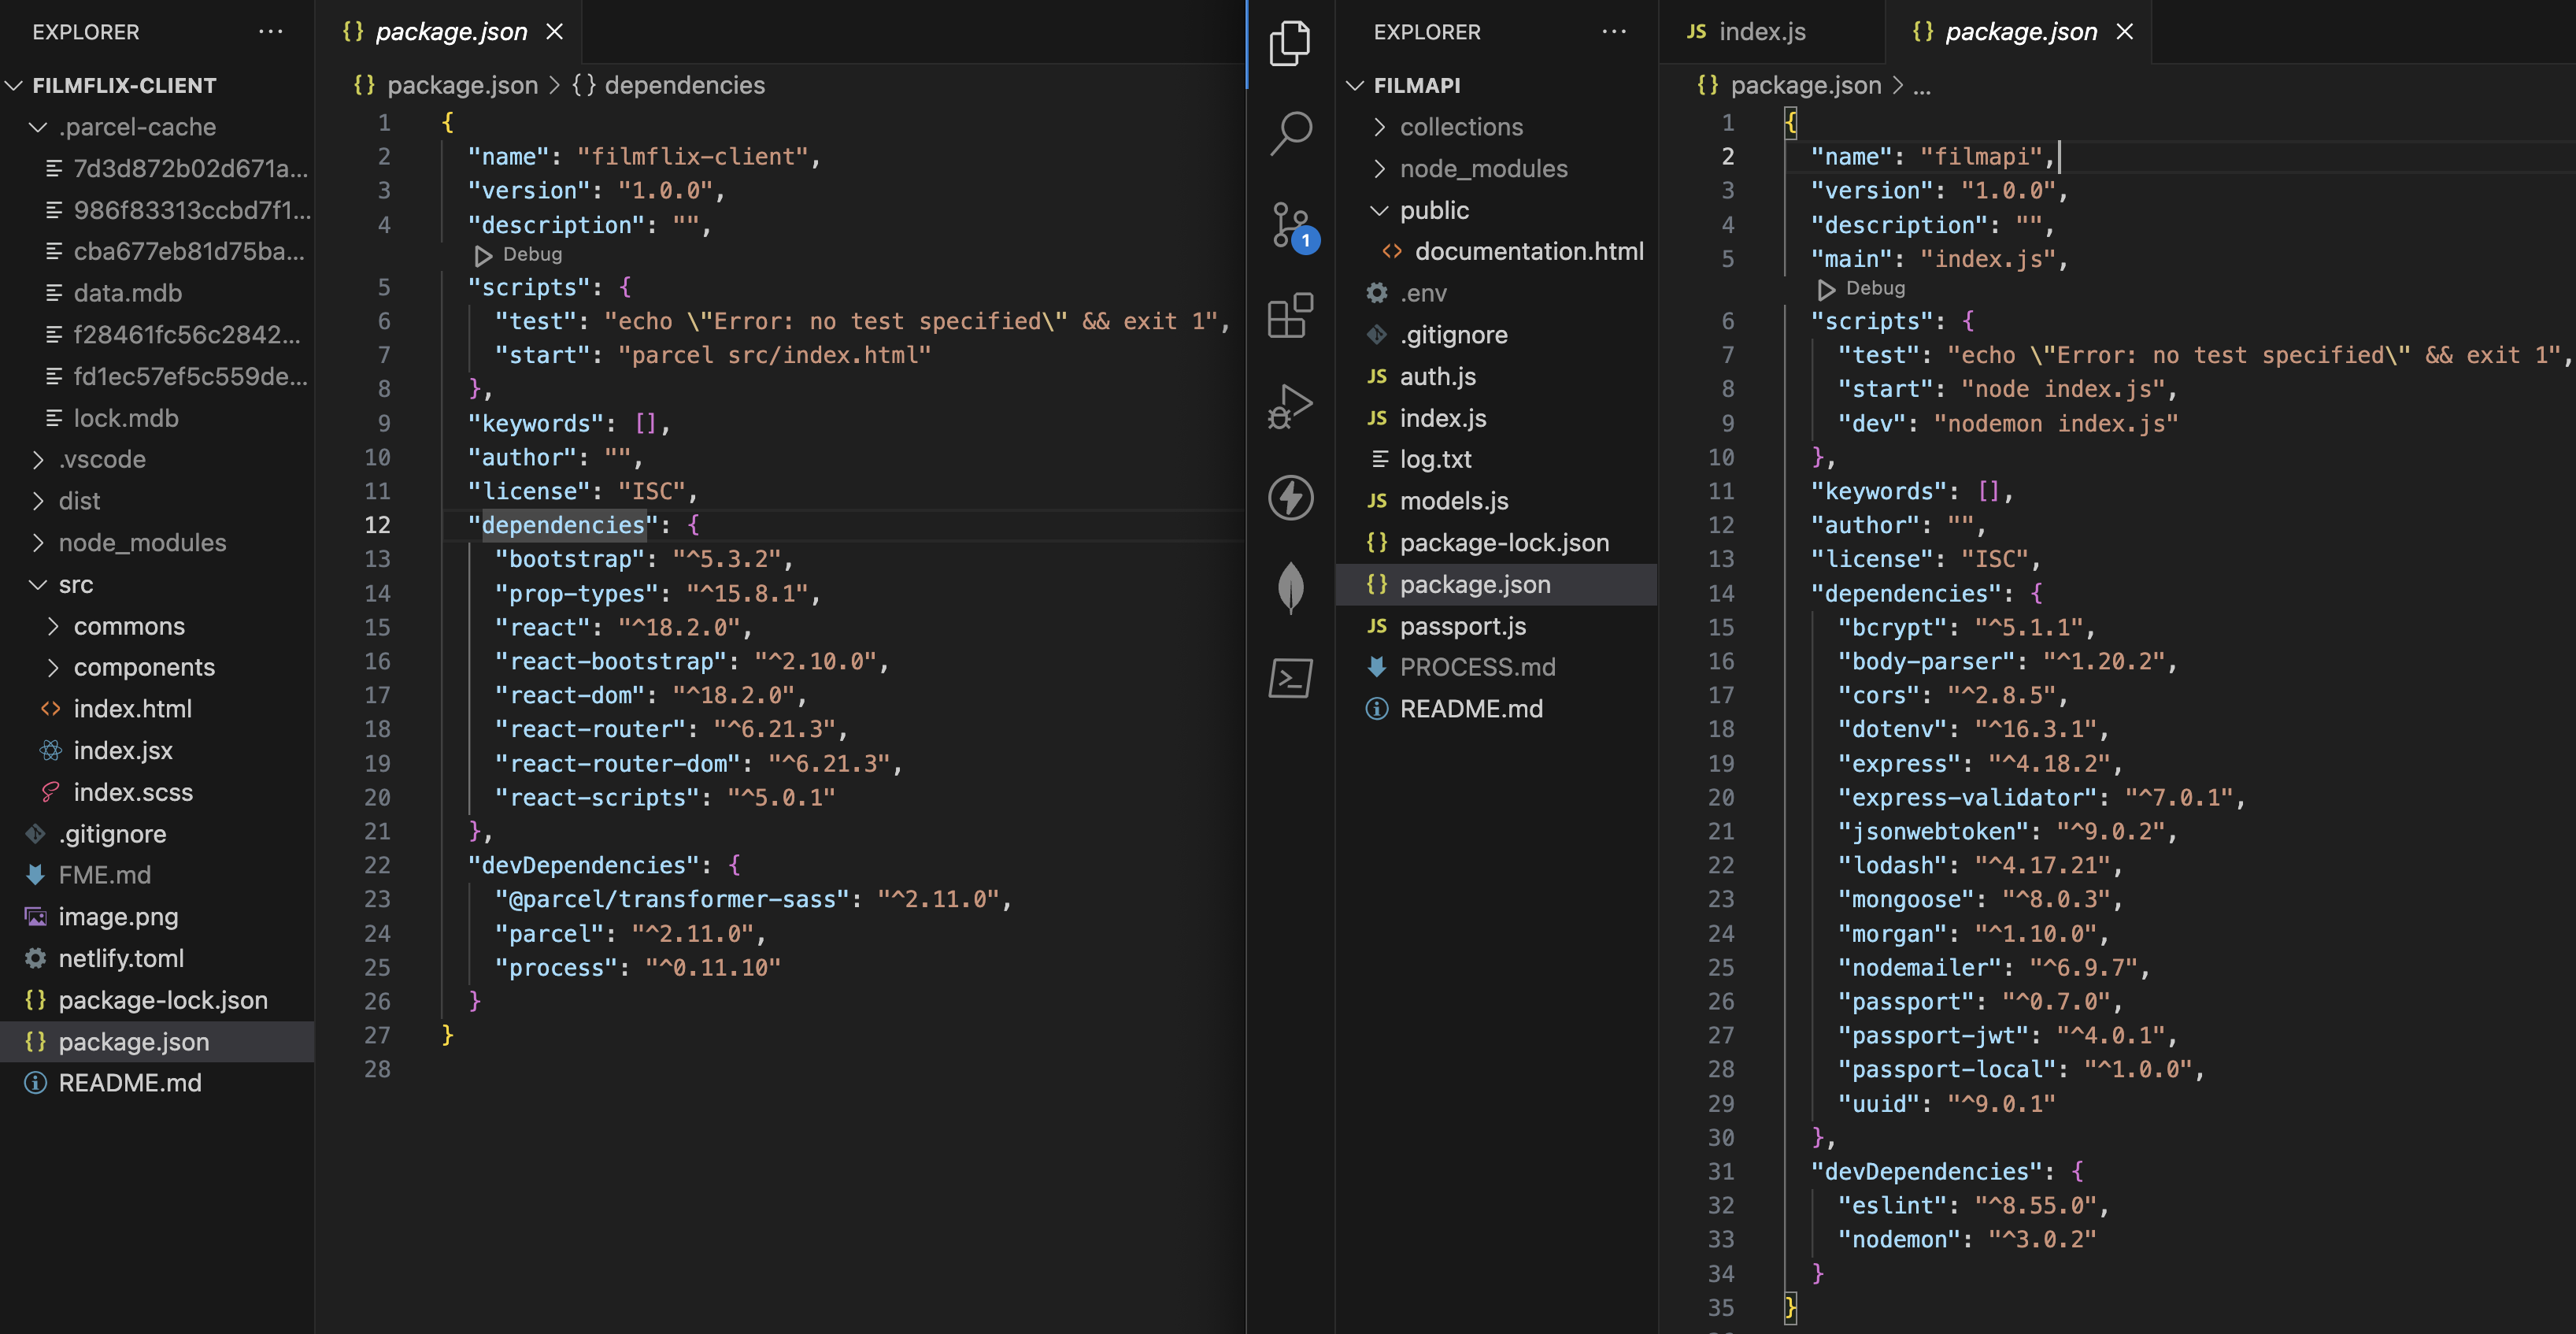 EXPLORER ...
FILMFLIX-CLIENT
.parcel-cache
7d3d872b02d671a...
986f83313ccbd7f1...
cba677eb81d75ba...
data.mdb
f28461fc56c2842...
fd1ec57ef5c559de...
lock.mdb
.vscode
dist
node_modules
src
commons
components
index.html
index.jsx
index.scss
.gitignore
FME.md
image.png
netlify.toml
{} package-lock.json
{} package.json
README.md
{} package.json
{} package.json > {} dependencies
1 {
2 "name": "filmflix-client",
3 "version": "1.0.0",
4 "description": "",
Debug
5 "scripts": {
6 "test": "echo \"Error: no test specified\" && exit 1",
7 "start": "parcel src/index.html"
8 },
9 "keywords": [],
10 "author": "",
11 "license": "ISC",
12 "dependencies": {
13 "bootstrap": "^5.3.2",
14 "prop-types": "^15.8.1",
15 "react": "^18.2.0",
16 "react-bootstrap": "^2.10.0",
17 "react-dom": "^18.2.0",
18 "react-router": "^6.21.3",
19 "react-router-dom": "^6.21.3",
20 "react-scripts": "^5.0.1"
21 },
22 "devDependencies": {
23 "@parcel/transformer-sass": "^2.11.0",
24 "parcel": "^2.11.0",
25 "process": "^0.11.10"
26 }
27 }
28
1
EXPLORER ...
FILMAPI
collections
node_modules
public
documentation.html
.env
.gitignore
JS auth.js
JS index.js
log.txt
JS models.js
{} package-lock.json
{} package.json
JS passport.js
PROCESS.md
README.md
JS index.js
{} package.json
{} package.json > ...
1 {
2 "name": "filmapi",
3 "version": "1.0.0",
4 "description": "",
5 "main": "index.js",
Debug
6 "scripts": {
7 "test": "echo \"Error: no test specified\" && exit 1",
8 "start": "node index.js",
9 "dev": "nodemon index.js"
10 },
11 "keywords": [],
12 "author": "",
13 "license": "ISC",
14 "dependencies": {
15 "bcrypt": "^5.1.1",
16 "body-parser": "^1.20.2",
17 "cors": "^2.8.5",
18 "dotenv": "^16.3.1",
19 "express": "^4.18.2",
20 "express-validator": "^7.0.1",
21 "jsonwebtoken": "^9.0.2",
22 "lodash": "^4.17.21",
23 "mongoose": "^8.0.3",
24 "morgan": "^1.10.0",
25 "nodemailer": "^6.9.7",
26 "passport": "^0.7.0",
27 "passport-jwt": "^4.0.1",
28 "passport-local": "^1.0.0",
29 "uuid": "^9.0.1"
30 },
31 "devDependencies": {
32 "eslint": "^8.55.0",
33 "nodemon": "^3.0.2"
34 }
35 }